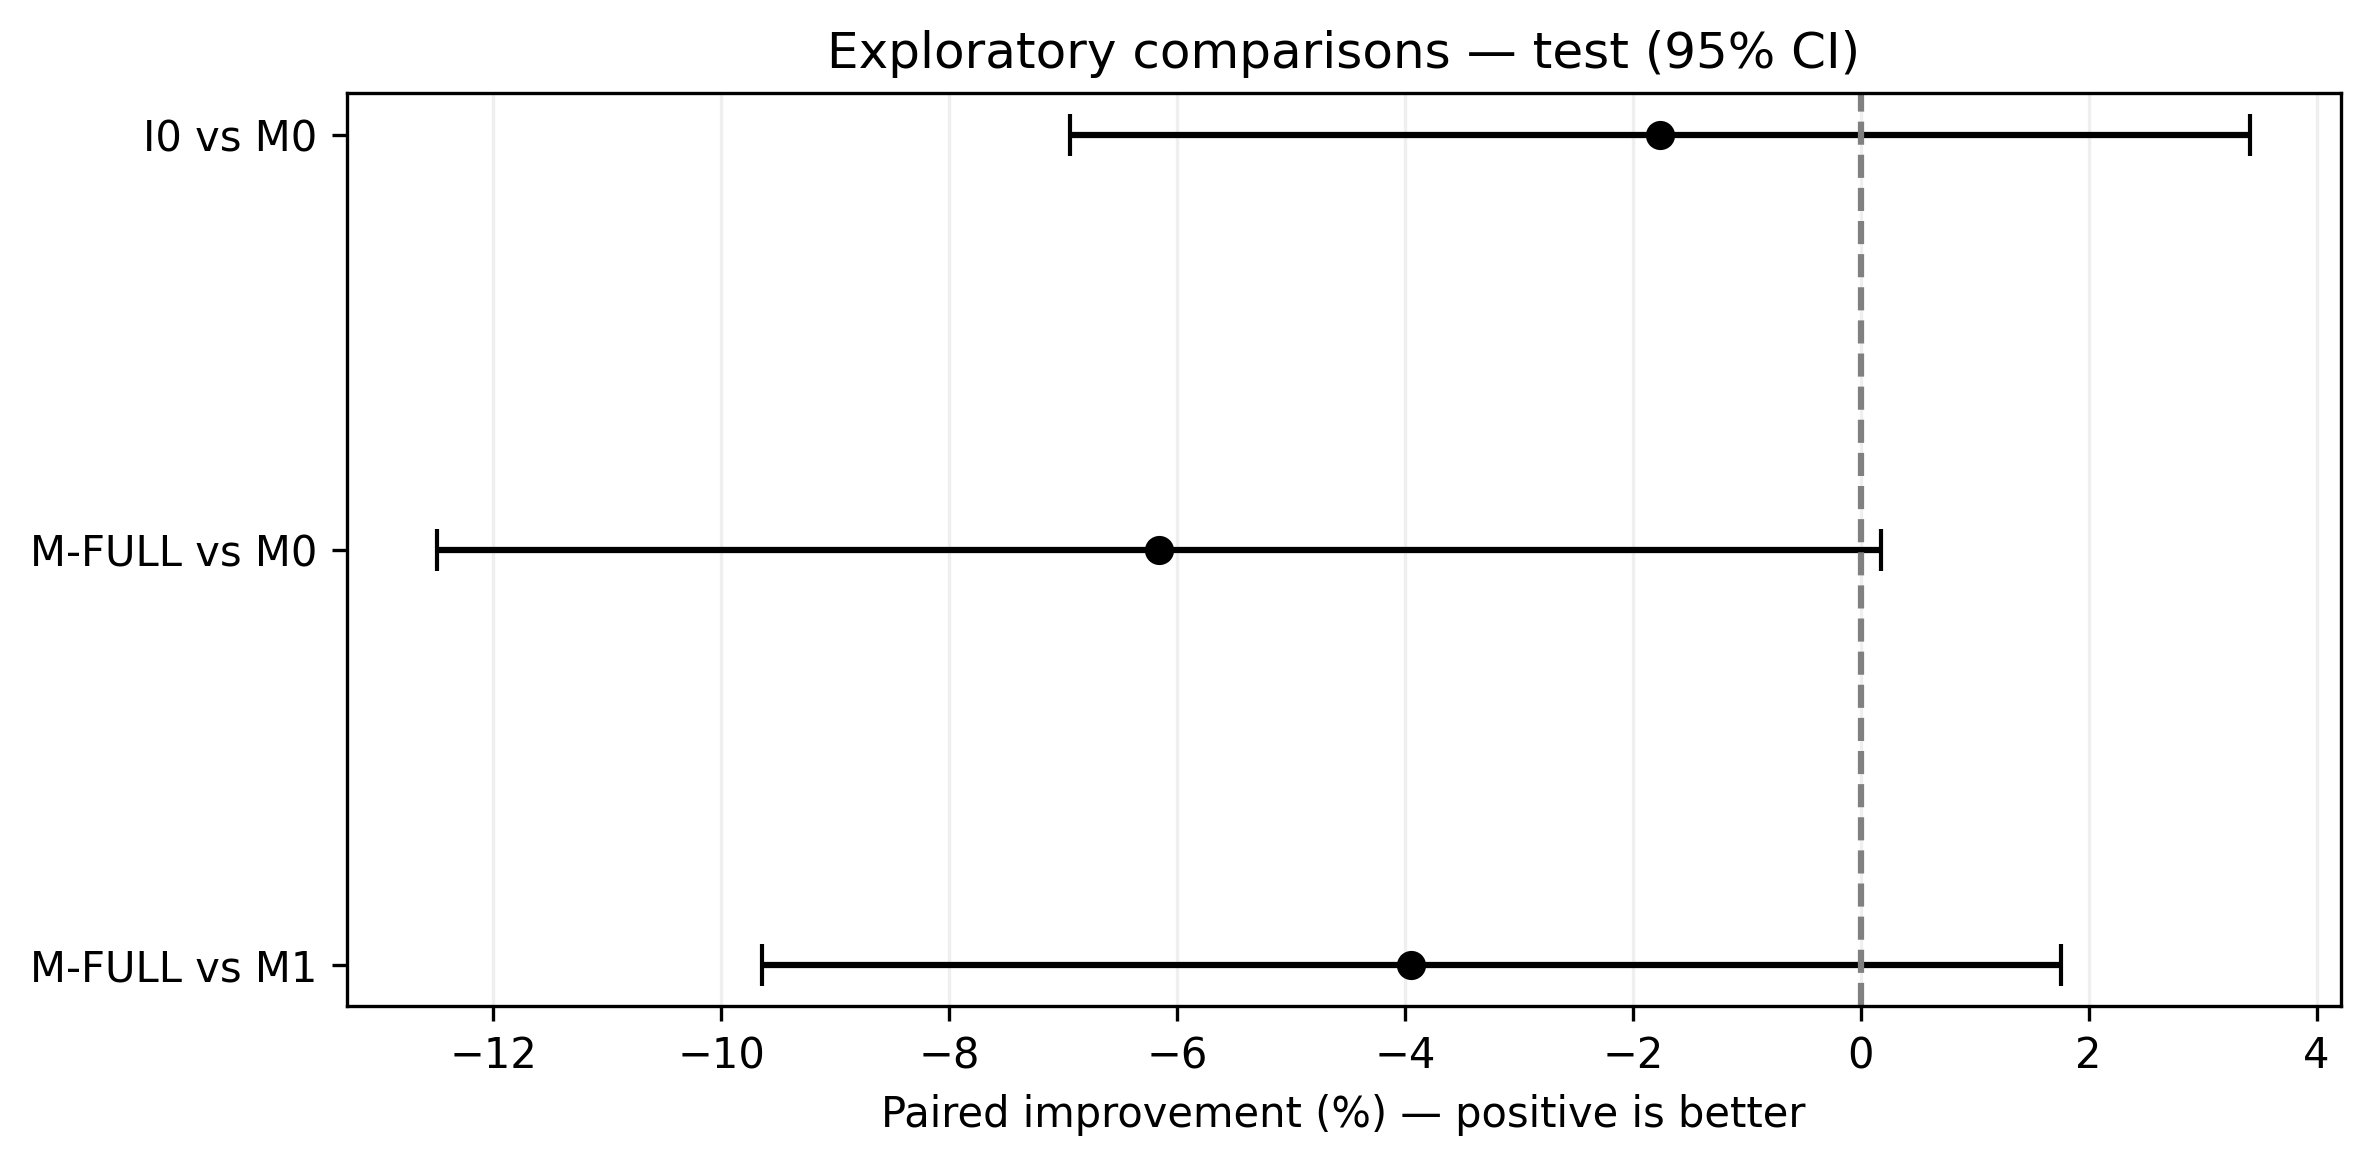 Exploratory comparisons — test (95% CI)
I0 vs M0
M-FULL vs M0
M-FULL vs M1
−12 −10 −8 −6 −4 −2 0 2 4
Paired improvement (%) — positive is better